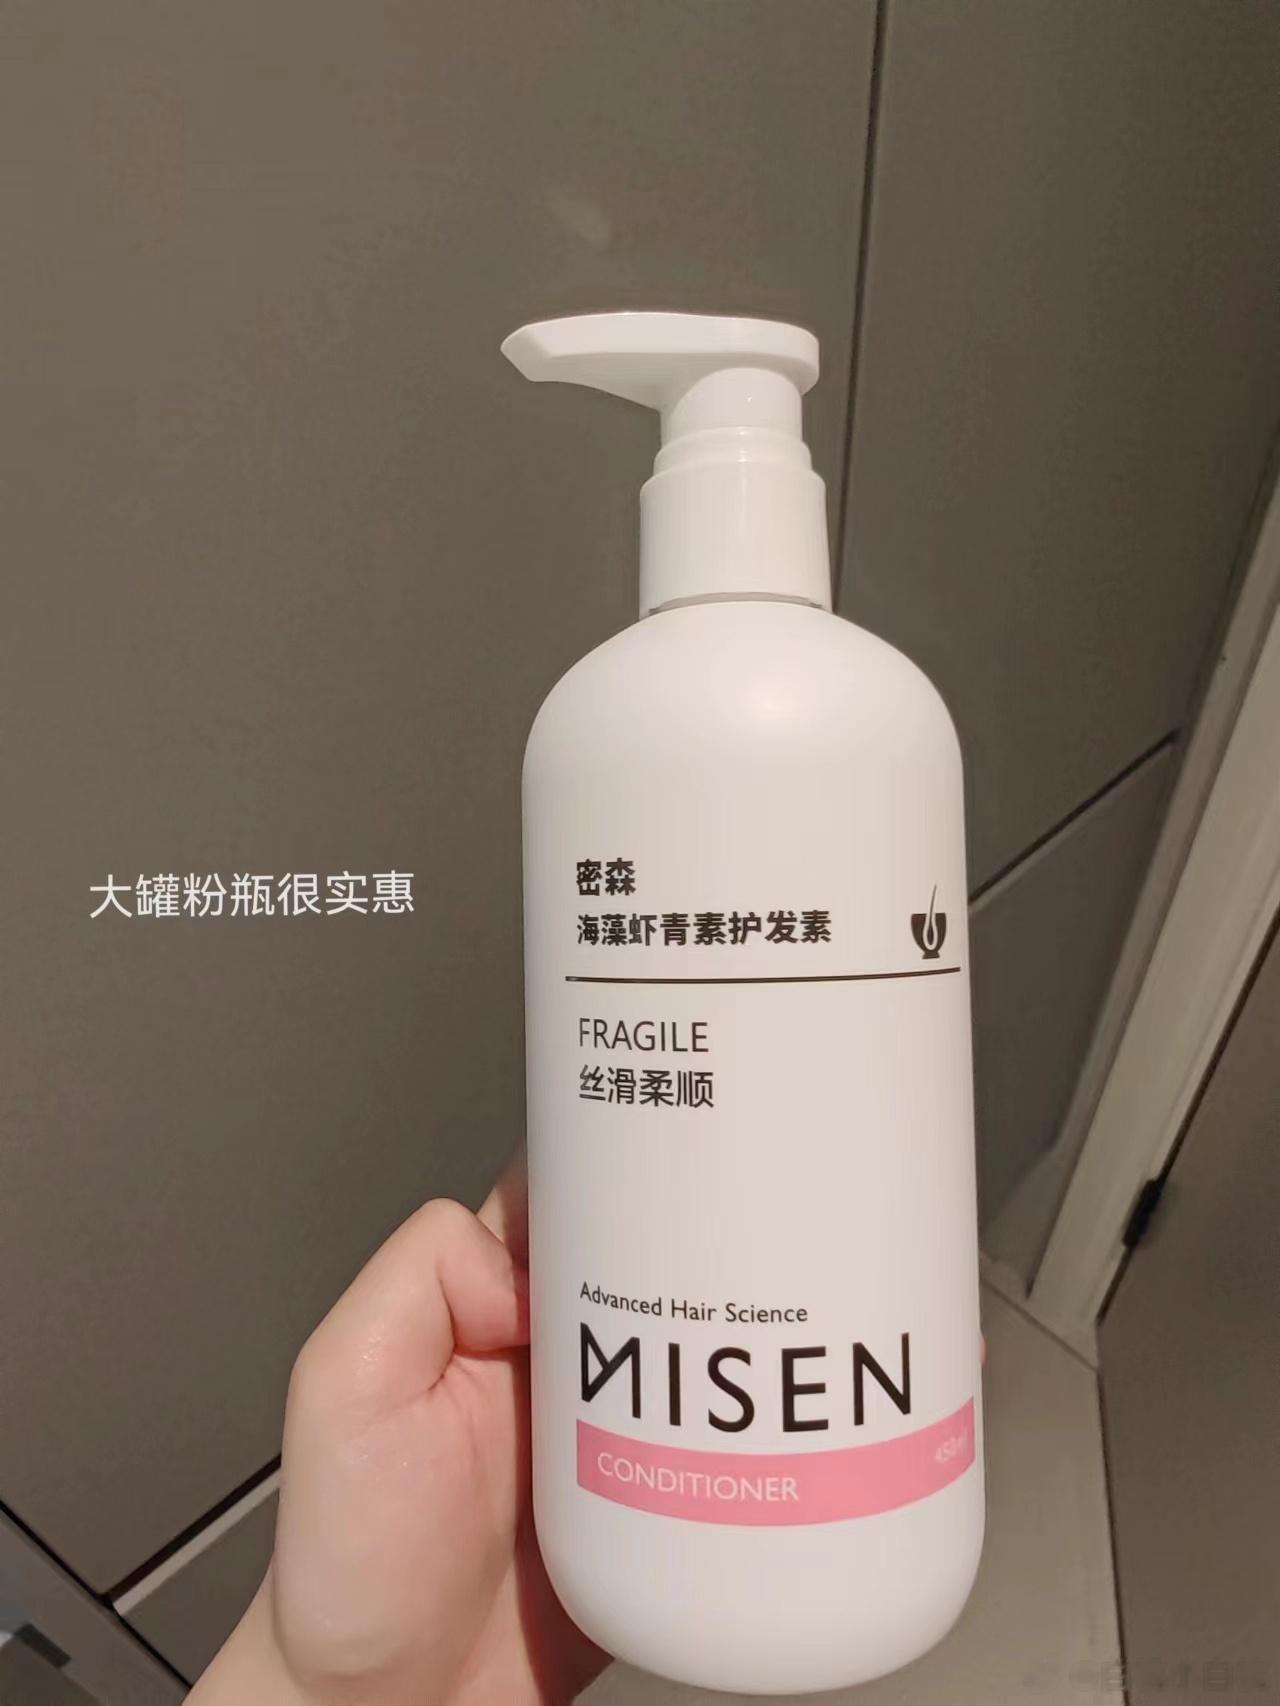 大罐粉瓶很实惠
密森
海藻虾青素护发素
FRAGILE
丝滑柔顺
Advanced Hair Science
MISEN
CONDITIONER
450ml